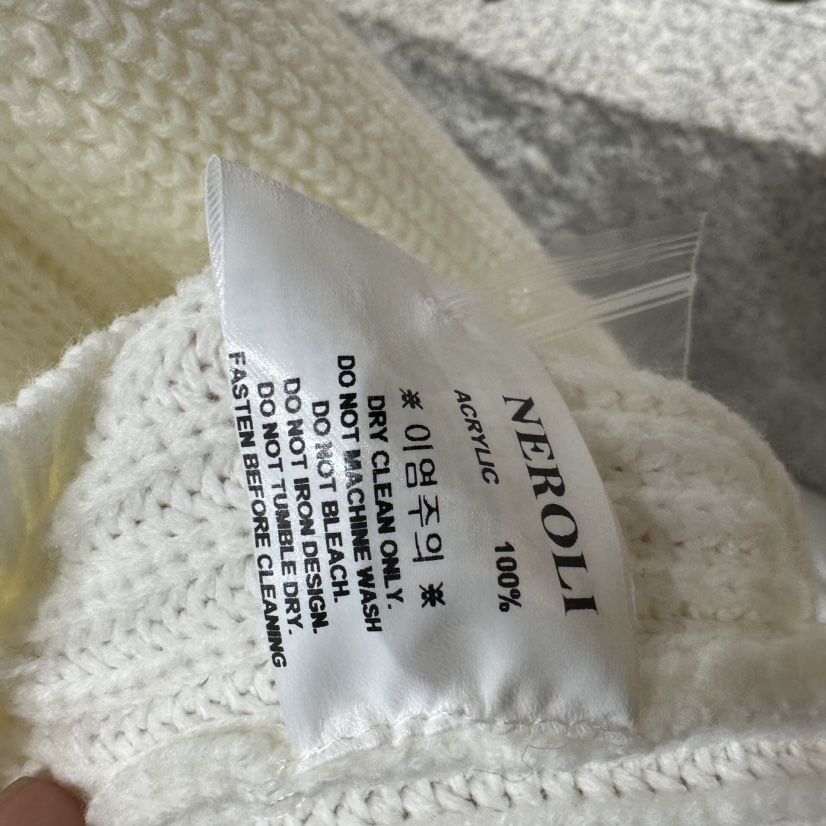 NEROLI
ACRYLIC 100%
※ 이염주의 ※
DRY CLEAN ONLY.
DO NOT MACHINE WASH
DO NOT BLEACH.
DO NOT IRON DESIGN.
DO NOT TUMBLE DRY.
FASTEN BEFORE CLEANING